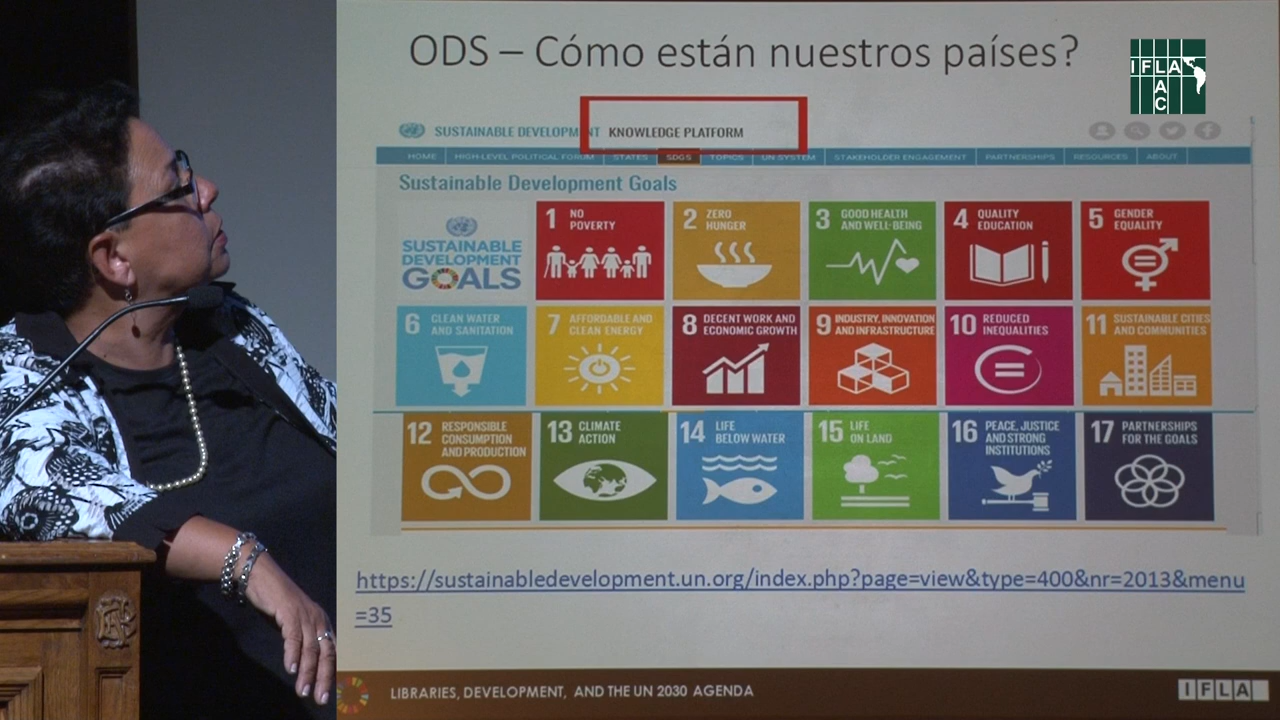 ODS – Cómo están nuestros países?
IFLA
LAC
SUSTAINABLE DEVELOPMENT KNOWLEDGE PLATFORM
HOME HIGH-LEVEL POLITICAL FORUM STATES SDGS TOPICS UN SYSTEM STAKEHOLDER ENGAGEMENT PARTNERSHIPS RESOURCES ABOUT
Sustainable Development Goals
SUSTAINABLE
DEVELOPMENT
GOALS
1 NO
POVERTY
2 ZERO
HUNGER
3 GOOD HEALTH
AND WELL-BEING
4 QUALITY
EDUCATION
5 GENDER
EQUALITY
6 CLEAN WATER
AND SANITATION
7 AFFORDABLE AND
CLEAN ENERGY
8 DECENT WORK AND
ECONOMIC GROWTH
9 INDUSTRY, INNOVATION
AND INFRASTRUCTURE
10 REDUCED
INEQUALITIES
11 SUSTAINABLE CITIES
AND COMMUNITIES
12 RESPONSIBLE
CONSUMPTION
AND PRODUCTION
13 CLIMATE
ACTION
14 LIFE
BELOW WATER
15 LIFE
ON LAND
16 PEACE, JUSTICE
AND STRONG
INSTITUTIONS
17 PARTNERSHIPS
FOR THE GOALS
https://sustainabledevelopment.un.org/index.php?page=view&type=400&nr=2013&menu
=35
LIBRARIES, DEVELOPMENT, AND THE UN 2030 AGENDA
IFLA